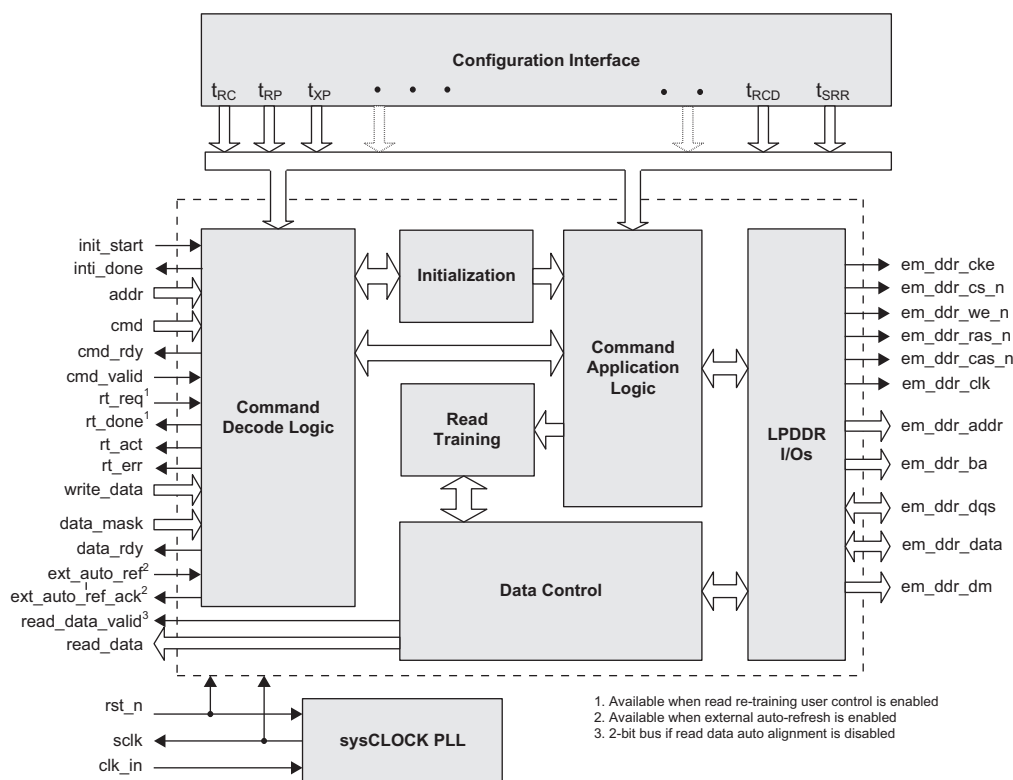 Configuration Interface
tRC tRP tXP • • • • • tRCD tSRR
init_start
inti_done
addr
cmd
cmd_rdy
cmd_valid
rt_req1
rt_done1
rt_act
rt_err
write_data
data_mask
data_rdy
ext_auto_ref2
ext_auto_ref_ack2
read_data_valid3
read_data
Command
Decode Logic
Initialization
Read
Training
Command
Application
Logic
Data Control
LPDDR
I/Os
em_ddr_cke
em_ddr_cs_n
em_ddr_we_n
em_ddr_ras_n
em_ddr_cas_n
em_ddr_clk
em_ddr_addr
em_ddr_ba
em_ddr_dqs
em_ddr_data
em_ddr_dm
rst_n
sclk
clk_in
sysCLOCK PLL
1. Available when read re-training user control is enabled
2. Available when external auto-refresh is enabled
3. 2-bit bus if read data auto alignment is disabled